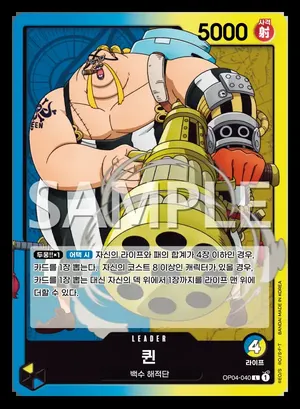 5000
사격
射
SAMPLE
두웅!!×1 어택 시 자신의 라이프와 패의 합계가 4장 이하인 경우,
카드를 1장 뽑는다. 자신의 코스트 8 이상인 캐릭터가 있을 경우,
카드를 1장 뽑는 대신 자신의 덱 위에서 1장까지를 라이프 맨 위에
더할 수 있다.
LEADER
퀸
백수 해적단
4
라이프
OP04-040 L